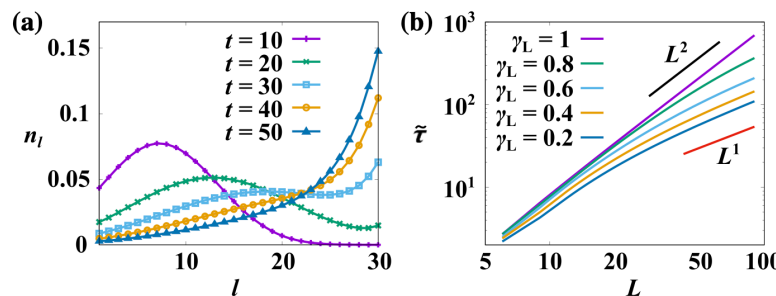 (a)
0.15
0.1
0.05
0
n_l
t = 10
t = 20
t = 30
t = 40
t = 50
10
20
30
l
(b)
10^3
10^2
10^1
τ̃
γ_L = 1
γ_L = 0.8
γ_L = 0.6
γ_L = 0.4
γ_L = 0.2
L^2
L^1
5
10
20
50
100
L